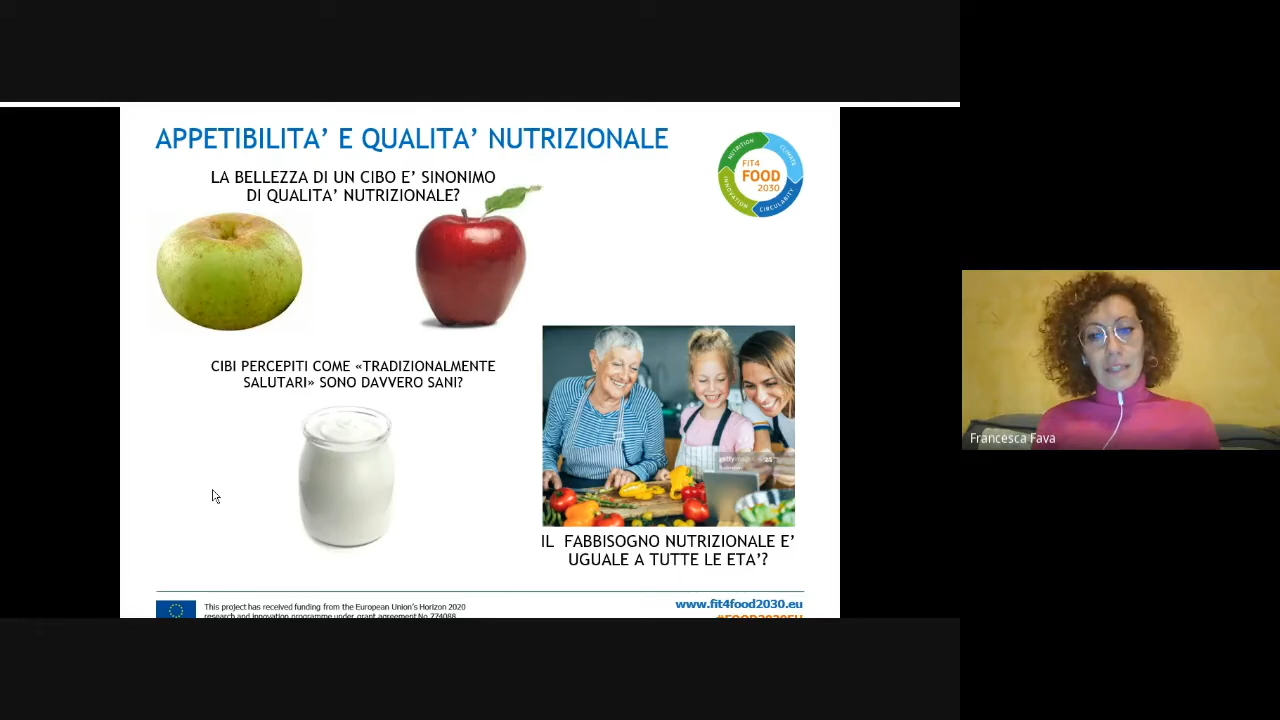 APPETIBILITA’ E QUALITA’ NUTRIZIONALE
LA BELLEZZA DI UN CIBO E’ SINONIMO
DI QUALITA’ NUTRIZIONALE?
NUTRITION
CLIMATE
CIRCULARITY
INNOVATION
FIT4
FOOD
2030
CIBI PERCEPITI COME «TRADIZIONALMENTE
SALUTARI» SONO DAVVERO SANI?
IL FABBISOGNO NUTRIZIONALE E’
UGUALE A TUTTE LE ETA’?
This project has received funding from the European Union's Horizon 2020
research and innovation programme under grant agreement No 774088
www.fit4food2030.eu
#FOOD2030EU
Francesca Fava